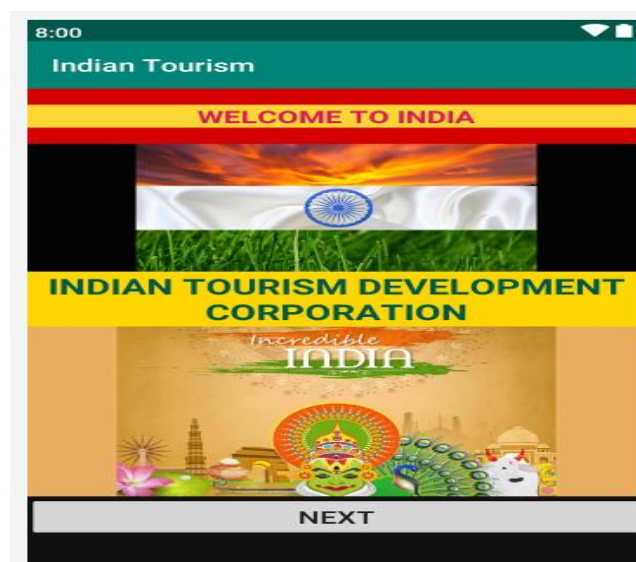 8:00
Indian Tourism
WELCOME TO INDIA
INDIAN TOURISM DEVELOPMENT
CORPORATION
Incredible
INDIA
NEXT